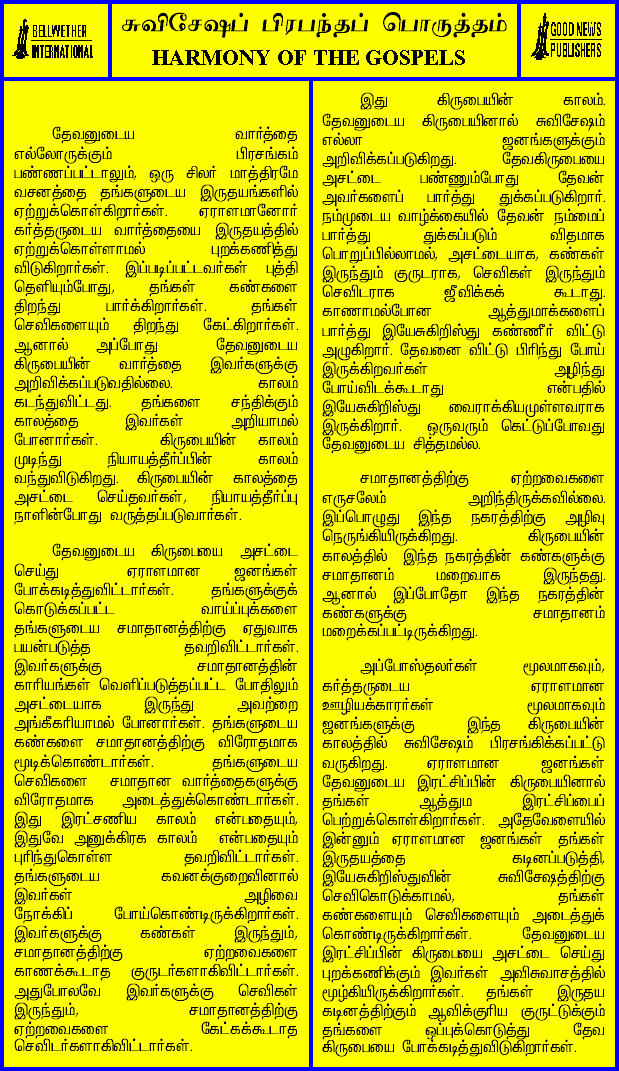 BELLWETHER
INTERNATIONAL
சுவிசேஷப் பிரபந்தப் பொருத்தம்
HARMONY OF THE GOSPELS
GOOD NEWS
PUBLISHERS
தேவனுடைய வார்த்தை
எல்லோருக்கும் பிரசங்கம்
பண்ணப்பட்டாலும், ஒரு சிலர் மாத்திரமே
வசனத்தை தங்களுடைய இருதயங்களில்
ஏற்றுக்கொள்கிறார்கள். ஏராளமானோர்
கர்த்தருடைய வார்த்தையை இருதயத்தில்
ஏற்றுக்கொள்ளாமல் புறக்கணித்து
விடுகிறார்கள். இப்படிப்பட்டவர்கள் புத்தி
தெளியும்போது, தங்கள் கண்களை
திறந்து பார்க்கிறார்கள். தங்கள்
செவிகளையும் திறந்து கேட்கிறார்கள்.
ஆனால் அப்போது தேவனுடைய
கிருபையின் வார்த்தை இவர்களுக்கு
அறிவிக்கப்படுவதில்லை. காலம்
கடந்துவிட்டது. தங்களை சந்திக்கும்
காலத்தை இவர்கள் அறியாமல்
போனார்கள். கிருபையின் காலம்
முடிந்து நியாயத்தீர்ப்பின் காலம்
வந்துவிடுகிறது. கிருபையின் காலத்தை
அசட்டை செய்தவர்கள், நியாயத்தீர்ப்பு
நாளின்போது வருத்தப்படுவார்கள்.
தேவனுடைய கிருபையை அசட்டை
செய்து ஏராளமான ஜனங்கள்
போக்கடித்துவிட்டார்கள். தங்களுக்குக்
கொடுக்கப்பட்ட வாய்ப்புக்களை
தங்களுடைய சமாதானத்திற்கு ஏதுவாக
பயன்படுத்த தவறிவிட்டார்கள்.
இவர்களுக்கு சமாதானத்தின்
காரியங்கள் வெளிப்படுத்தப்பட்ட போதிலும்
அசட்டையாக இருந்து அவற்றை
அங்கீகரியாமல் போனார்கள். தங்களுடைய
கண்களை சமாதானத்திற்கு விரோதமாக
மூடிக்கொண்டார்கள். தங்களுடைய
செவிகளை சமாதான வார்த்தைகளுக்கு
விரோதமாக அடைத்துக்கொண்டார்கள்.
இது இரட்சணிய காலம் என்பதையும்,
இதுவே அனுக்கிரக காலம் என்பதையும்
புரிந்துகொள்ள தவறிவிட்டார்கள்.
தங்களுடைய கவனக்குறைவினால்
இவர்கள் அழிவை
நோக்கிப் போய்கொண்டிருக்கிறார்கள்.
இவர்களுக்கு கண்கள் இருந்தும்,
சமாதானத்திற்கு ஏற்றவைகளை
காணக்கூடாத குருடர்களாகிவிட்டார்கள்.
அதுபோலவே இவர்களுக்கு செவிகள்
இருந்தும், சமாதானத்திற்கு
ஏற்றவைகளை கேட்கக்கூடாத
செவிடர்களாகிவிட்டார்கள்.
இது கிருபையின் காலம்.
தேவனுடைய கிருபையினால் சுவிசேஷம்
எல்லா ஜனங்களுக்கும்
அறிவிக்கப்படுகிறது. தேவகிருபையை
அசட்டை பண்ணும்போது தேவன்
அவர்களைப் பார்த்து துக்கப்படுகிறார்.
நம்முடைய வாழ்க்கையில் தேவன் நம்மைப்
பார்த்து துக்கப்படும் விதமாக
பொறுப்பில்லாமல், அசட்டையாக, கண்கள்
இருந்தும் குருடராக, செவிகள் இருந்தும்
செவிடராக ஜீவிக்கக் கூடாது.
காணாமல்போன ஆத்துமாக்களைப்
பார்த்து இயேசுகிறிஸ்து கண்ணீர் விட்டு
அழுகிறார். தேவனை விட்டு பிரிந்து போய்
இருக்கிறவர்கள் அழிந்து
போய்விடக்கூடாது என்பதில்
இயேசுகிறிஸ்து வைராக்கியமுள்ளவராக
இருக்கிறார். ஒருவரும் கெட்டுப்போவது
தேவனுடைய சித்தமல்ல.
சமாதானத்திற்கு ஏற்றவைகளை
எருசலேம் அறிந்திருக்கவில்லை.
இப்பொழுது இந்த நகரத்திற்கு அழிவு
நெருங்கியிருக்கிறது. கிருபையின்
காலத்தில் இந்த நகரத்தின் கண்களுக்கு
சமாதானம் மறைவாக இருந்தது.
ஆனால் இப்போதோ இந்த நகரத்தின்
கண்களுக்கு சமாதானம்
மறைக்கப்பட்டிருக்கிறது.
அப்போஸ்தலர்கள் மூலமாகவும்,
கர்த்தருடைய ஏராளமான
ஊழியக்காரர்கள் மூலமாகவும்
ஜனங்களுக்கு இந்த கிருபையின்
காலத்தில் சுவிசேஷம் பிரசங்கிக்கப்பட்டு
வருகிறது. ஏராளமான ஜனங்கள்
தேவனுடைய இரட்சிப்பின் கிருபையினால்
தங்கள் ஆத்தும இரட்சிப்பைப்
பெற்றுக்கொள்கிறார்கள். அதேவேளையில்
இன்னும் ஏராளமான ஜனங்கள் தங்கள்
இருதயத்தை கடினப்படுத்தி,
இயேசுகிறிஸ்துவின் சுவிசேஷத்திற்கு
செவிகொடுக்காமல், தங்கள்
கண்களையும் செவிகளையும் அடைத்துக்
கொண்டிருக்கிறார்கள். தேவனுடைய
இரட்சிப்பின் கிருபையை அசட்டை செய்து
புறக்கணிக்கும் இவர்கள் அவிசுவாசத்தில்
மூழ்கியிருக்கிறார்கள். தங்கள் இருதய
கடினத்திற்கும் ஆவிக்குரிய குருட்டுக்கும்
தங்களை ஒப்புக்கொடுத்து தேவ
கிருபையை போக்கடித்துவிடுகிறார்கள்.